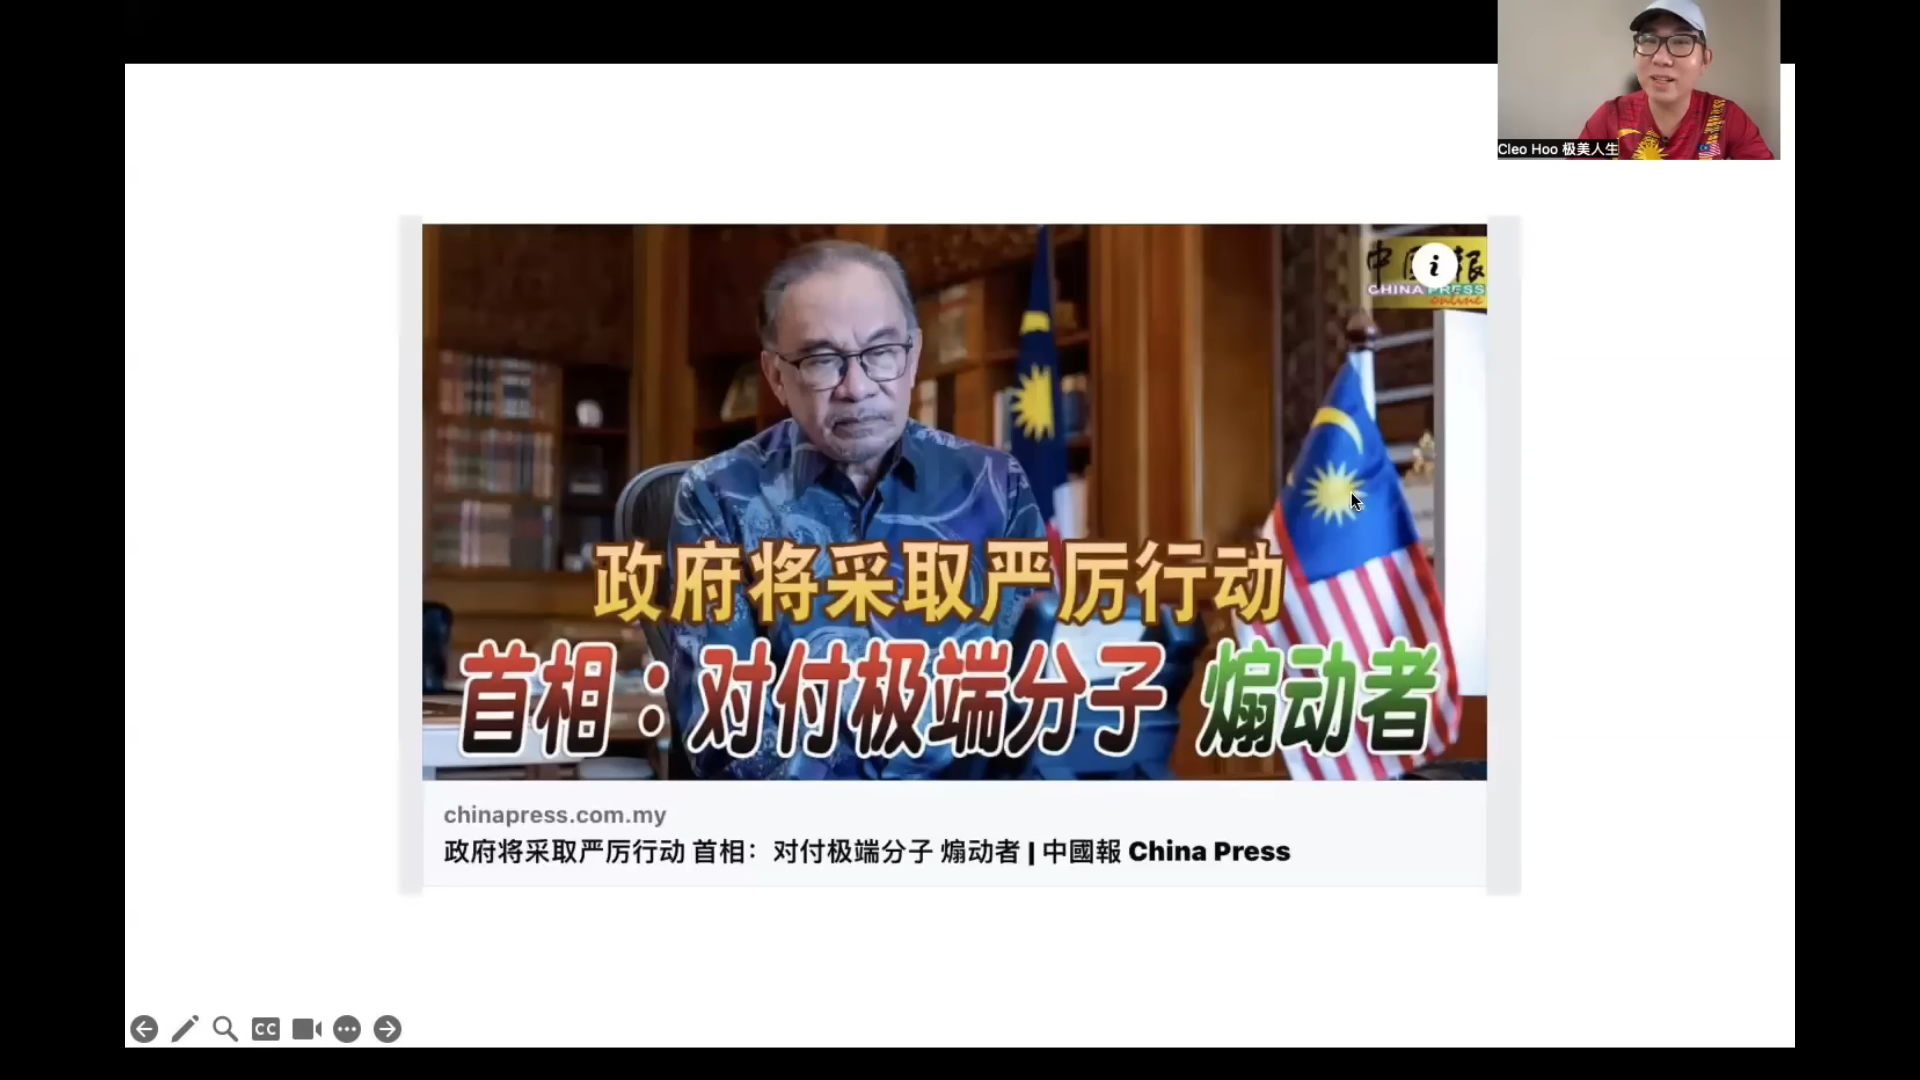 Cleo Hoo 极美人生
中國報
CHINA PRESS
online
政府将采取严厉行动
首相：对付极端分子 煽动者
chinapress.com.my
政府将采取严厉行动 首相：对付极端分子 煽动者 | 中國報 China Press
CC